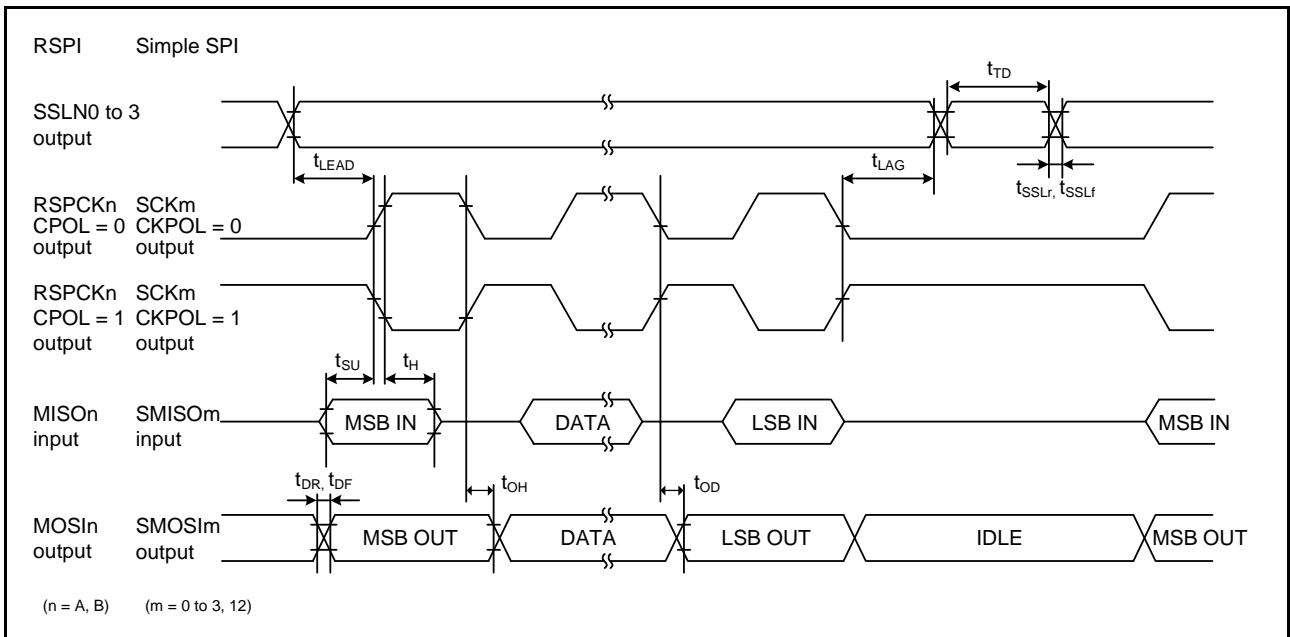 RSPI Simple SPI
tTD
SSLN0 to 3
output
tLEAD
tLAG
tSSLr, tSSLf
RSPCKn SCKm
CPOL = 0 CKPOL = 0
output output
RSPCKn SCKm
CPOL = 1 CKPOL = 1
output output
tSU tH
MISOn SMISOm
input input
MSB IN DATA LSB IN MSB IN
tDR, tDF
tOH tOD
MOSIn SMOSIm
output output
MSB OUT DATA LSB OUT IDLE MSB OUT
(n = A, B) (m = 0 to 3, 12)